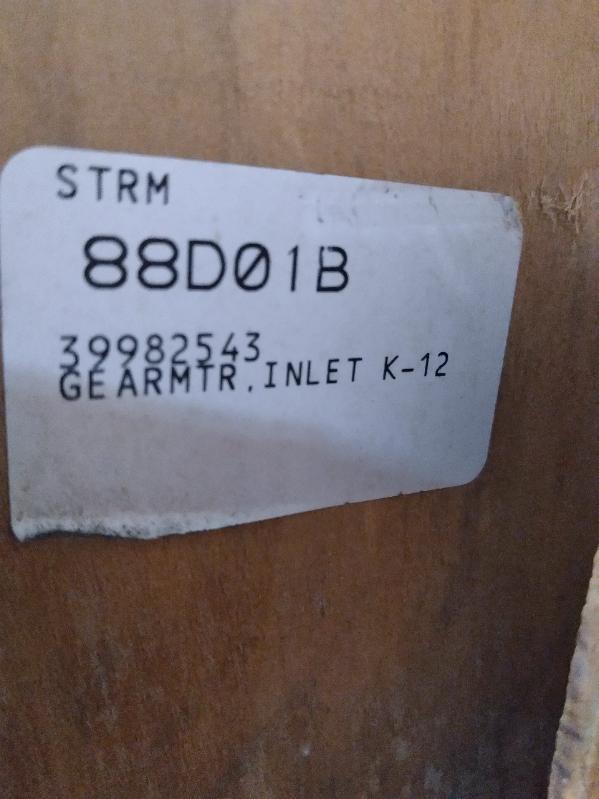 STRM
88D01B
39982543
GEARMTR,INLET K-12